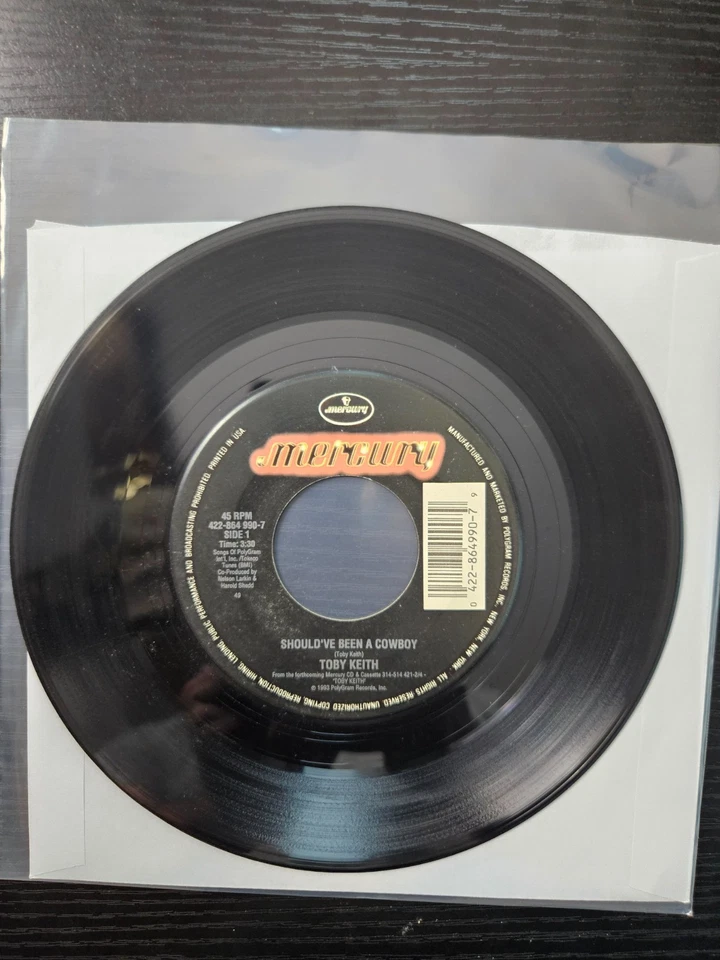 mercury
mercury
45 RPM
422-864 990-7
SIDE 1
Time: 3:30
Songs Of PolyGram
Int'l, Inc./Tokeco
Tunes (BMI)
Co-Produced by
Nelson Larkin &
Harold Shedd
49
0 422-864990-7 9
SHOULD'VE BEEN A COWBOY
(Toby Keith)
TOBY KEITH
From the forthcoming Mercury CD & Cassette 314-514 421-2/4 -
"TOBY KEITH"
℗ 1993 PolyGram Records, Inc.
MANUFACTURED AND MARKETED BY POLYGRAM RECORDS, INC., NEW YORK, NEW YORK. ALL RIGHTS RESERVED. UNAUTHORIZED COPYING, REPRODUCTION, HIRING, LENDING, PUBLIC PERFORMANCE AND BROADCASTING PROHIBITED. PRINTED IN USA